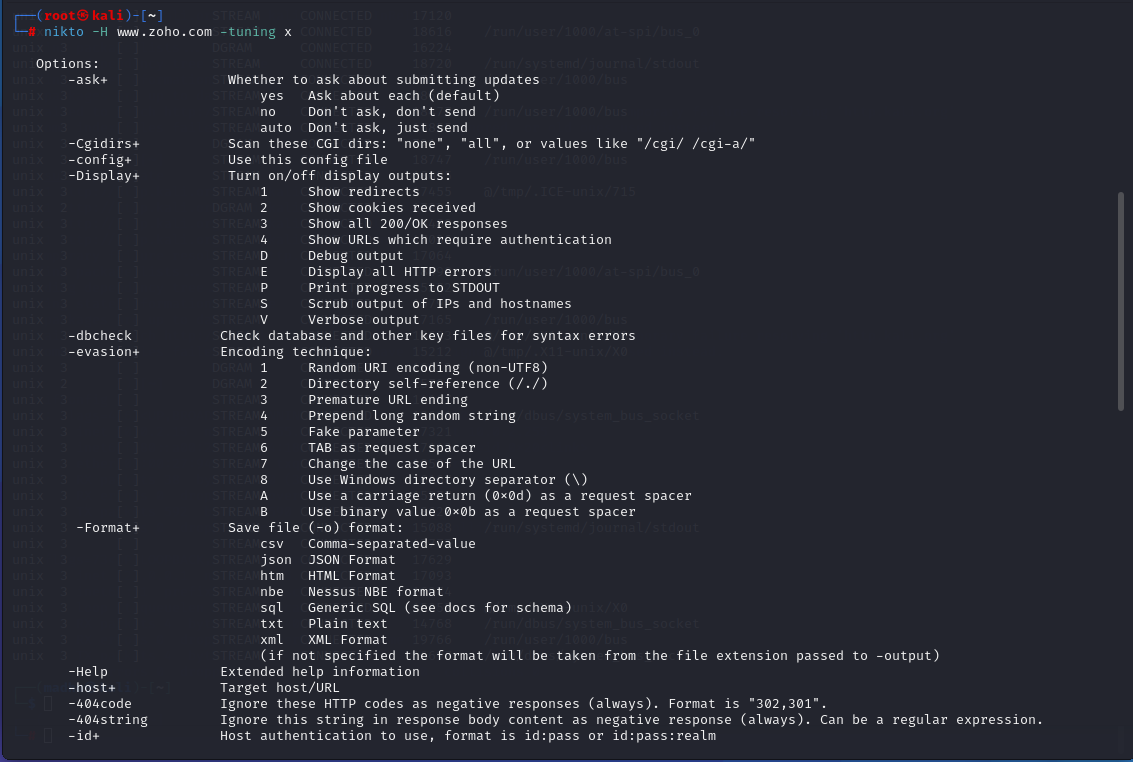 ┌──(root㉿kali)-[~]
└─# nikto -H www.zoho.com -tuning x
Options:
-ask+ Whether to ask about submitting updates
yes Ask about each (default)
no Don't ask, don't send
auto Don't ask, just send
-Cgidirs+ Scan these CGI dirs: "none", "all", or values like "/cgi/ /cgi-a/"
-config+ Use this config file
-Display+ Turn on/off display outputs:
1 Show redirects
2 Show cookies received
3 Show all 200/OK responses
4 Show URLs which require authentication
D Debug output
E Display all HTTP errors
P Print progress to STDOUT
S Scrub output of IPs and hostnames
V Verbose output
-dbcheck Check database and other key files for syntax errors
-evasion+ Encoding technique:
1 Random URI encoding (non-UTF8)
2 Directory self-reference (/./)
3 Premature URL ending
4 Prepend long random string
5 Fake parameter
6 TAB as request spacer
7 Change the case of the URL
8 Use Windows directory separator (\)
A Use a carriage return (0x0d) as a request spacer
B Use binary value 0x0b as a request spacer
-Format+ Save file (-o) format:
csv Comma-separated-value
json JSON Format
htm HTML Format
nbe Nessus NBE format
sql Generic SQL (see docs for schema)
txt Plain text
xml XML Format
(if not specified the format will be taken from the file extension passed to -output)
-Help Extended help information
-host+ Target host/URL
-404code Ignore these HTTP codes as negative responses (always). Format is "302,301".
-404string Ignore this string in response body content as negative response (always). Can be a regular expression.
-id+ Host authentication to use, format is id:pass or id:pass:realm